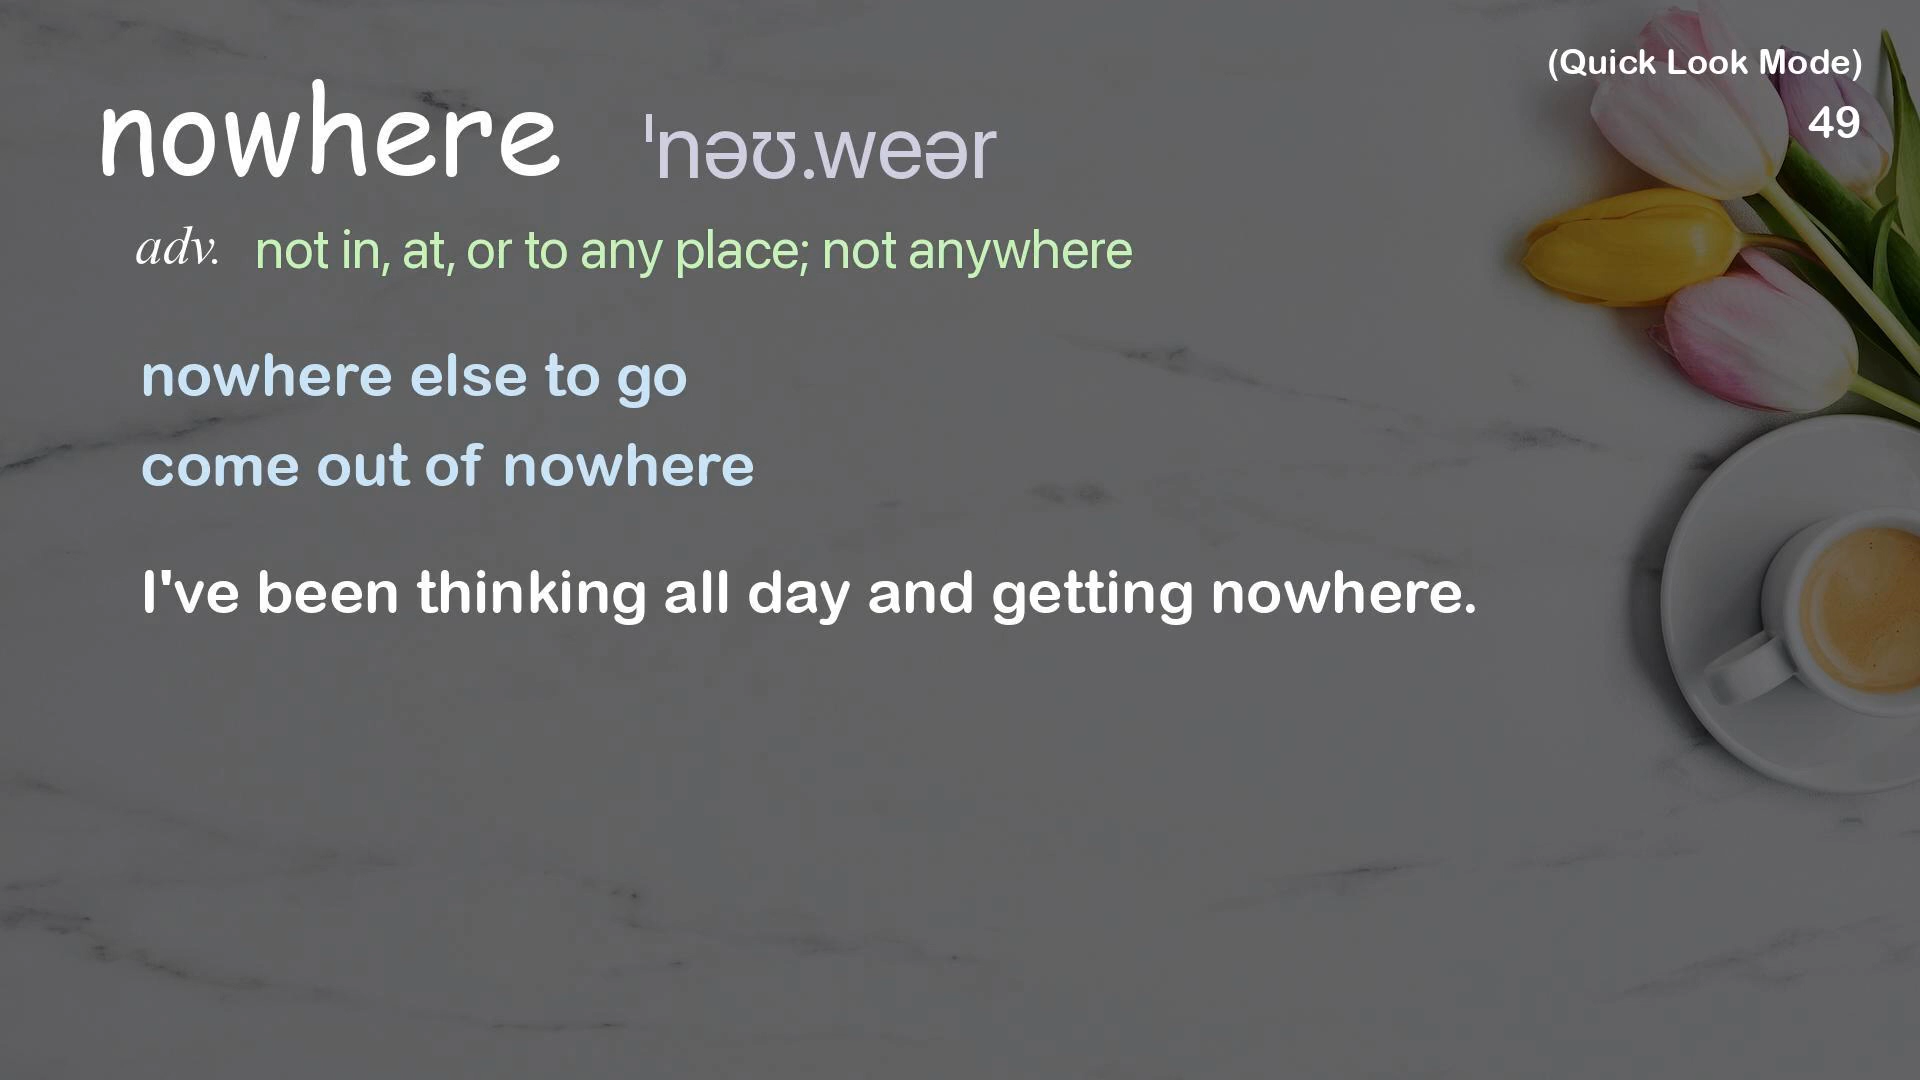 (Quick Look Mode)
49
nowhere ˈnəʊ.weər
adv. not in, at, or to any place; not anywhere
nowhere else to go
come out of nowhere
I've been thinking all day and getting nowhere.